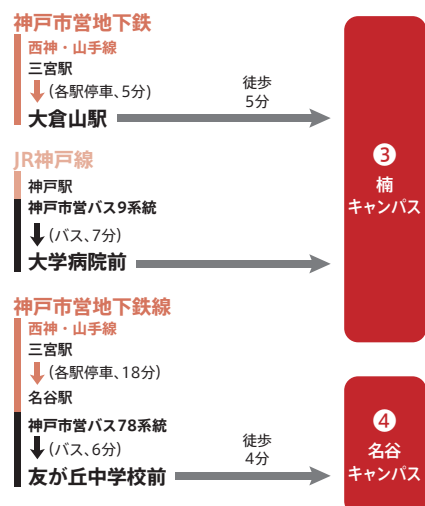 神戸市営地下鉄
西神・山手線
三宮駅
(各駅停車、5分)
大倉山駅
徒歩
5分
JR神戸線
神戸駅
神戸市営バス9系統
(バス、7分)
大学病院前
❸
楠
キャンパス
神戸市営地下鉄線
西神・山手線
三宮駅
(各駅停車、18分)
名谷駅
神戸市営バス78系統
(バス、6分)
友が丘中学校前
徒歩
4分
❹
名谷
キャンパス